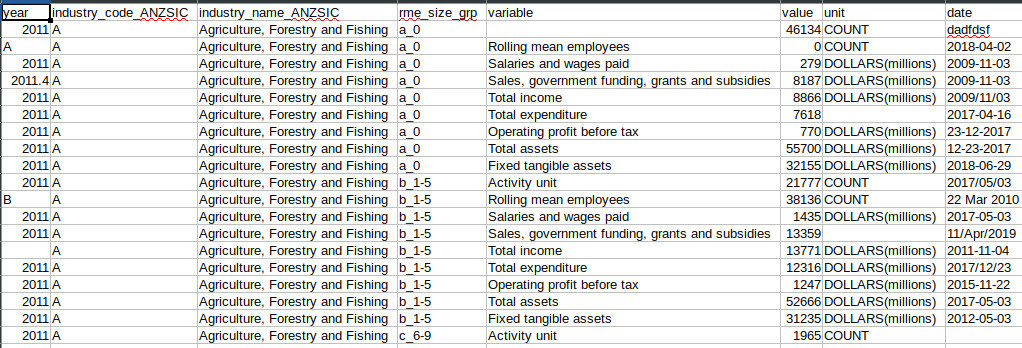 year industry_code_ANZSIC industry_name_ANZSIC rme_size_grp variable value unit date
2011 A Agriculture, Forestry and Fishing a_0 46134 COUNT dadfdsf
A A Agriculture, Forestry and Fishing a_0 Rolling mean employees 0 COUNT 2018-04-02
2011 A Agriculture, Forestry and Fishing a_0 Salaries and wages paid 279 DOLLARS(millions) 2009-11-03
2011.4 A Agriculture, Forestry and Fishing a_0 Sales, government funding, grants and subsidies 8187 DOLLARS(millions) 2009-11-03
2011 A Agriculture, Forestry and Fishing a_0 Total income 8866 DOLLARS(millions) 2009/11/03
2011 A Agriculture, Forestry and Fishing a_0 Total expenditure 7618 2017-04-16
2011 A Agriculture, Forestry and Fishing a_0 Operating profit before tax 770 DOLLARS(millions) 23-12-2017
2011 A Agriculture, Forestry and Fishing a_0 Total assets 55700 DOLLARS(millions) 12-23-2017
2011 A Agriculture, Forestry and Fishing a_0 Fixed tangible assets 32155 DOLLARS(millions) 2018-06-29
2011 A Agriculture, Forestry and Fishing b_1-5 Activity unit 21777 COUNT 2017/05/03
B A Agriculture, Forestry and Fishing b_1-5 Rolling mean employees 38136 COUNT 22 Mar 2010
2011 A Agriculture, Forestry and Fishing b_1-5 Salaries and wages paid 1435 DOLLARS(millions) 2017-05-03
2011 A Agriculture, Forestry and Fishing b_1-5 Sales, government funding, grants and subsidies 13359 11/Apr/2019
A Agriculture, Forestry and Fishing b_1-5 Total income 13771 DOLLARS(millions) 2011-11-04
2011 A Agriculture, Forestry and Fishing b_1-5 Total expenditure 12316 DOLLARS(millions) 2017/12/23
2011 A Agriculture, Forestry and Fishing b_1-5 Operating profit before tax 1247 DOLLARS(millions) 2015-11-22
2011 A Agriculture, Forestry and Fishing b_1-5 Total assets 52666 DOLLARS(millions) 2017-05-03
2011 A Agriculture, Forestry and Fishing b_1-5 Fixed tangible assets 31235 DOLLARS(millions) 2012-05-03
2011 A Agriculture, Forestry and Fishing c_6-9 Activity unit 1965 COUNT